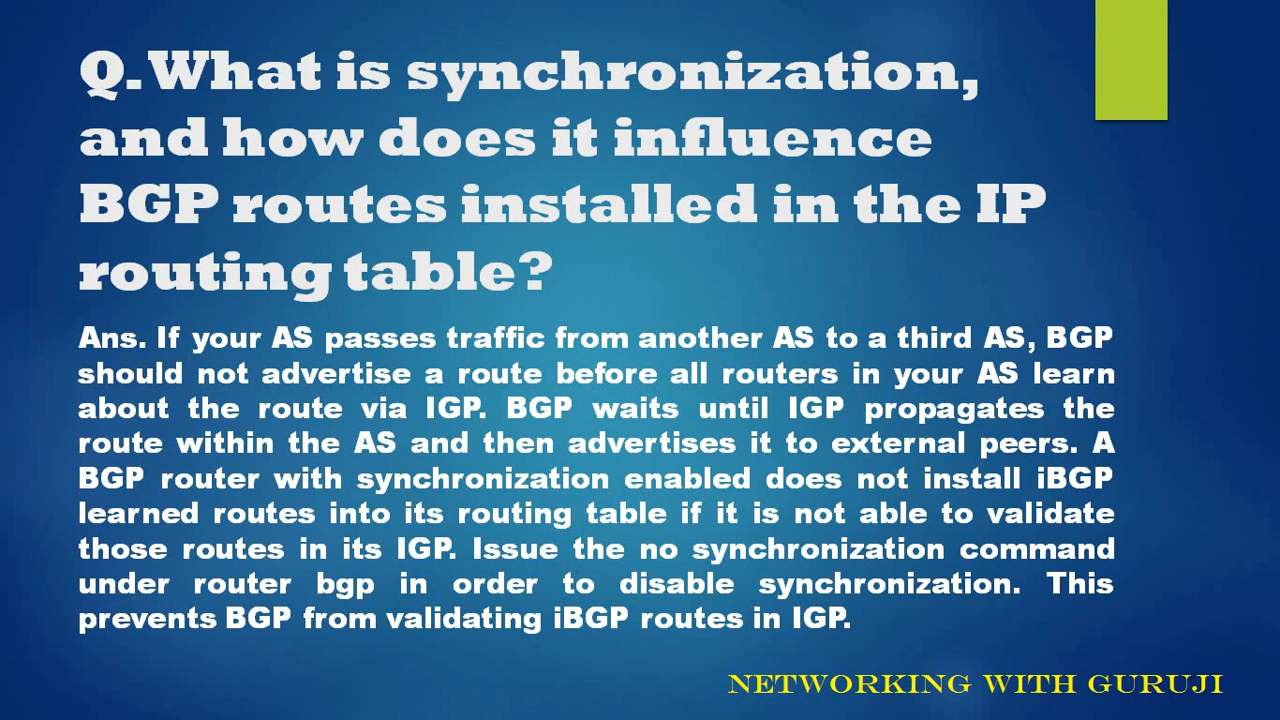 Q. What is synchronization,
and how does it influence
BGP routes installed in the IP
routing table?
Ans. If your AS passes traffic from another AS to a third AS, BGP
should not advertise a route before all routers in your AS learn
about the route via IGP. BGP waits until IGP propagates the
route within the AS and then advertises it to external peers. A
BGP router with synchronization enabled does not install iBGP
learned routes into its routing table if it is not able to validate
those routes in its IGP. Issue the no synchronization command
under router bgp in order to disable synchronization. This
prevents BGP from validating iBGP routes in IGP.
NETWORKING WITH GURUJI